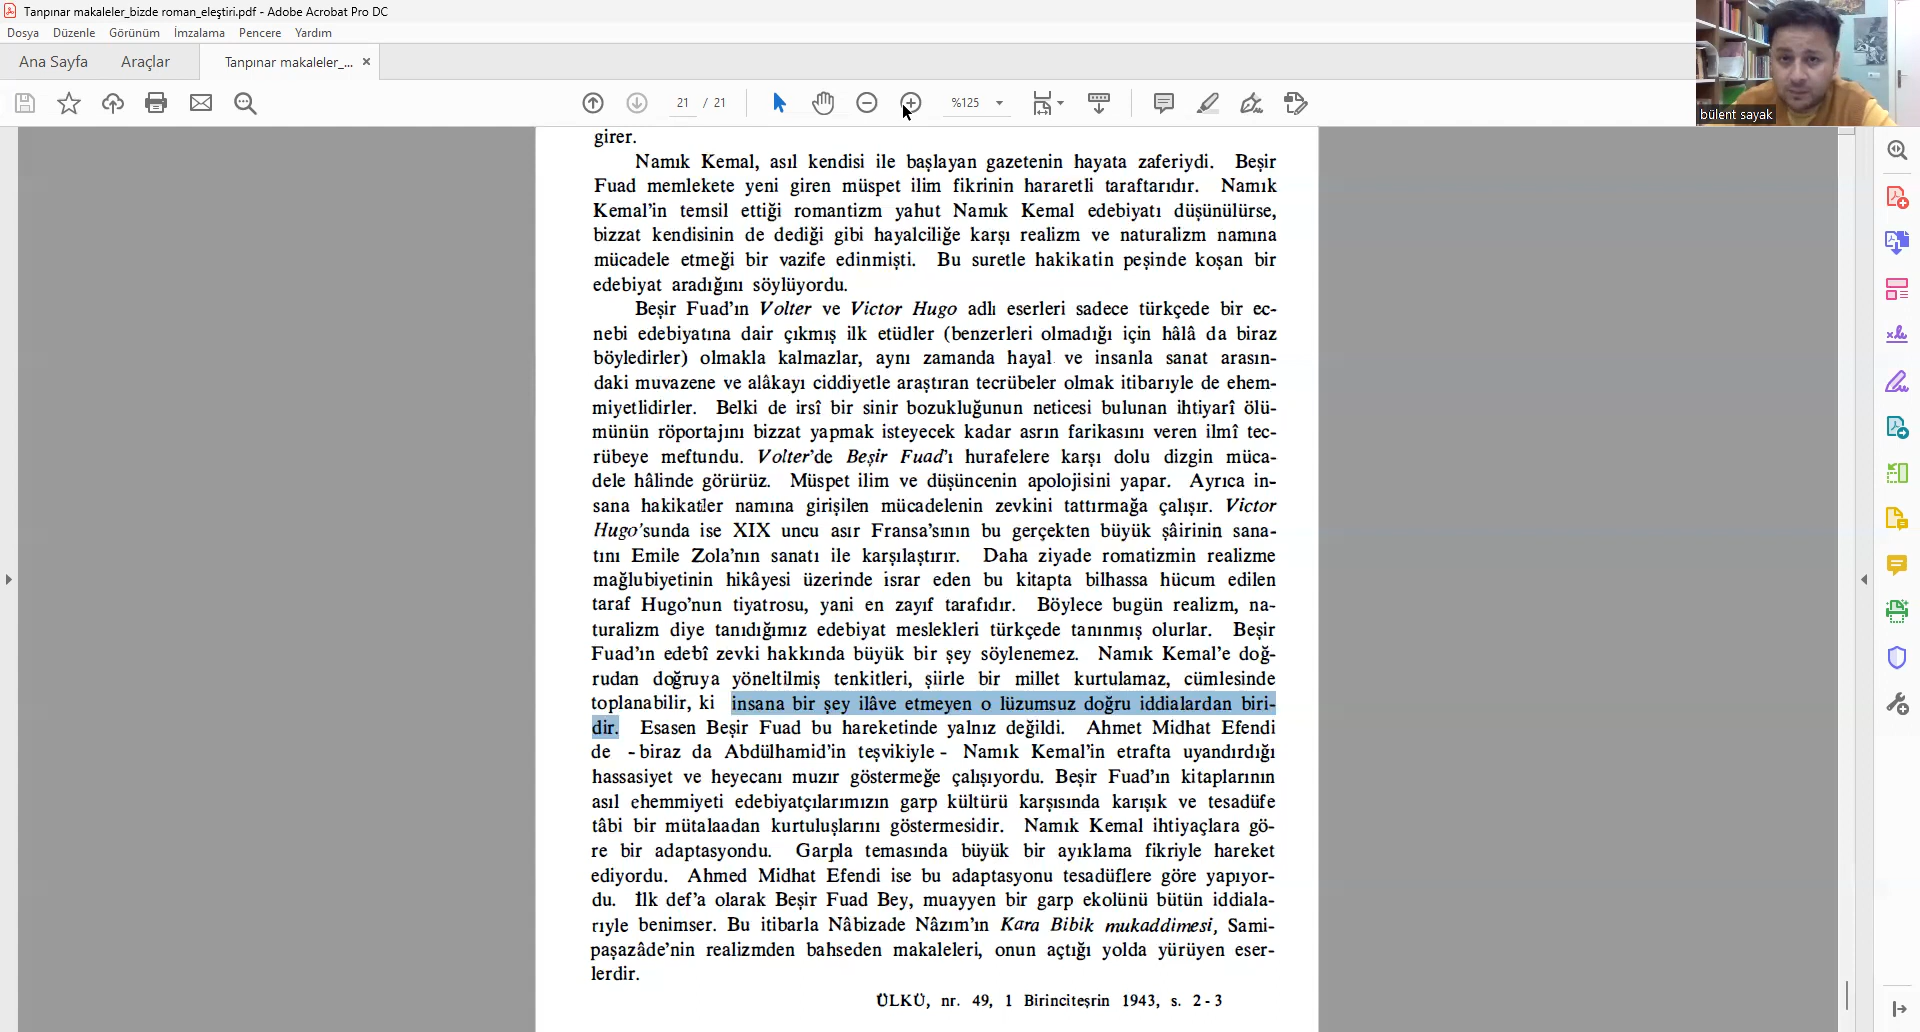 Tanpınar makaleler_bizde roman_eleştiri.pdf - Adobe Acrobat Pro DC
Dosya Düzenle Görünüm İmzalama Pencere Yardım
Ana Sayfa Araçlar Tanpınar makaleler_... ×
21 / 21 %125
bülent sayak
girer.
Namık Kemal, asıl kendisi ile başlayan gazetenin hayata zaferiydi. Beşir
Fuad memlekete yeni giren müspet ilim fikrinin hararetli taraftarıdır. Namık
Kemal'in temsil ettiği romantizm yahut Namık Kemal edebiyatı düşünülürse,
bizzat kendisinin de dediği gibi hayalciliğe karşı realizm ve naturalizm namına
mücadele etmeği bir vazife edinmişti. Bu suretle hakikatin peşinde koşan bir
edebiyat aradığını söylüyordu.
Beşir Fuad'ın Volter ve Victor Hugo adlı eserleri sadece türkçede bir ec-
nebi edebiyatına dair çıkmış ilk etüdler (benzerleri olmadığı için hâlâ da biraz
böyledirler) olmakla kalmazlar, aynı zamanda hayal ve insanla sanat arasın-
daki muvazene ve alâkayı ciddiyetle araştıran tecrübeler olmak itibarıyle de ehem-
miyetlidirler. Belki de irsî bir sinir bozukluğunun neticesi bulunan ihtiyarî ölü-
münün röportajını bizzat yapmak isteyecek kadar asrın farikasını veren ilmî tec-
rübeye meftundu. Volter'de Beşir Fuad'ı hurafelere karşı dolu dizgin müca-
dele hâlinde görürüz. Müspet ilim ve düşüncenin apolojisini yapar. Ayrıca in-
sana hakikatler namına girişilen mücadelenin zevkini tattırmağa çalışır. Victor
Hugo'sunda ise XIX uncu asır Fransa'sının bu gerçekten büyük şâirinin sana-
tını Emile Zola'nın sanatı ile karşılaştırır. Daha ziyade romatizmin realizme
mağlubiyetinin hikâyesi üzerinde israr eden bu kitapta bilhassa hücum edilen
taraf Hugo'nun tiyatrosu, yani en zayıf tarafıdır. Böylece bugün realizm, na-
turalizm diye tanıdığımız edebiyat meslekleri türkçede tanınmış olurlar. Beşir
Fuad'ın edebî zevki hakkında büyük bir şey söylenemez. Namık Kemal'e doğ-
rudan doğruya yöneltilmiş tenkitleri, şiirle bir millet kurtulamaz, cümlesinde
toplanabilir, ki insana bir şey ilâve etmeyen o lüzumsuz doğru iddialardan biri-
dir. Esasen Beşir Fuad bu hareketinde yalnız değildi. Ahmet Midhat Efendi
de - biraz da Abdülhamid'in teşvikiyle - Namık Kemal'in etrafta uyandırdığı
hassasiyet ve heyecanı muzır göstermeğe çalışıyordu. Beşir Fuad'ın kitaplarının
asıl ehemmiyeti edebiyatçılarımızın garp kültürü karşısında karışık ve tesadüfe
tâbi bir mütalaadan kurtuluşlarını göstermesidir. Namık Kemal ihtiyaçlara gö-
re bir adaptasyondu. Garpla temasında büyük bir ayıklama fikriyle hareket
ediyordu. Ahmed Midhat Efendi ise bu adaptasyonu tesadüflere göre yapıyor-
du. İlk def'a olarak Beşir Fuad Bey, muayyen bir garp ekolünü bütün iddiala-
rıyle benimser. Bu itibarla Nâbizade Nâzım'ın Kara Bibik mukaddimesi, Sami-
paşazâde'nin realizmden bahseden makaleleri, onun açtığı yolda yürüyen eser-
lerdir.
ÜLKÜ, nr. 49, 1 Birinciteşrin 1943, s. 2 - 3